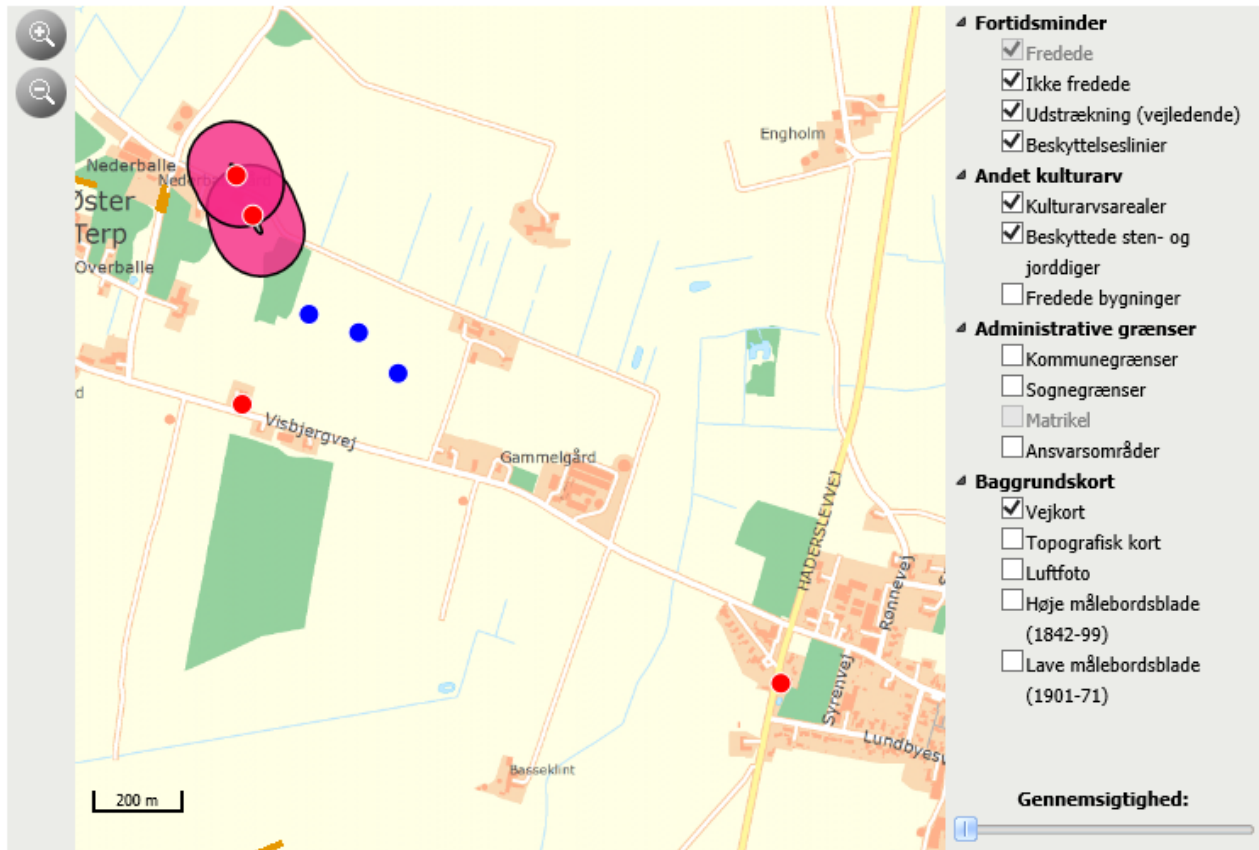 Engholm
Nederballe
Øster
Terp
Overballe
d
Visbjergvej
Gammelgård
HADERSLEVVEJ
Rønnevej
Syrenvej
Basseklint
200 m
Fortidsminder
Fredede
Ikke fredede
Udstrækning (vejledende)
Beskyttelseslinier
Andet kulturarv
Kulturarvsarealer
Beskyttede sten- og
jorddiger
Fredede bygninger
Administrative grænser
Kommunegrænser
Sognegrænser
Matrikel
Ansvarsområder
Baggrundskort
Vejkort
Topografisk kort
Luftfoto
Høje målebordsblade
(1842-99)
Lave målebordsblade
(1901-71)
Gennemsigtighed: